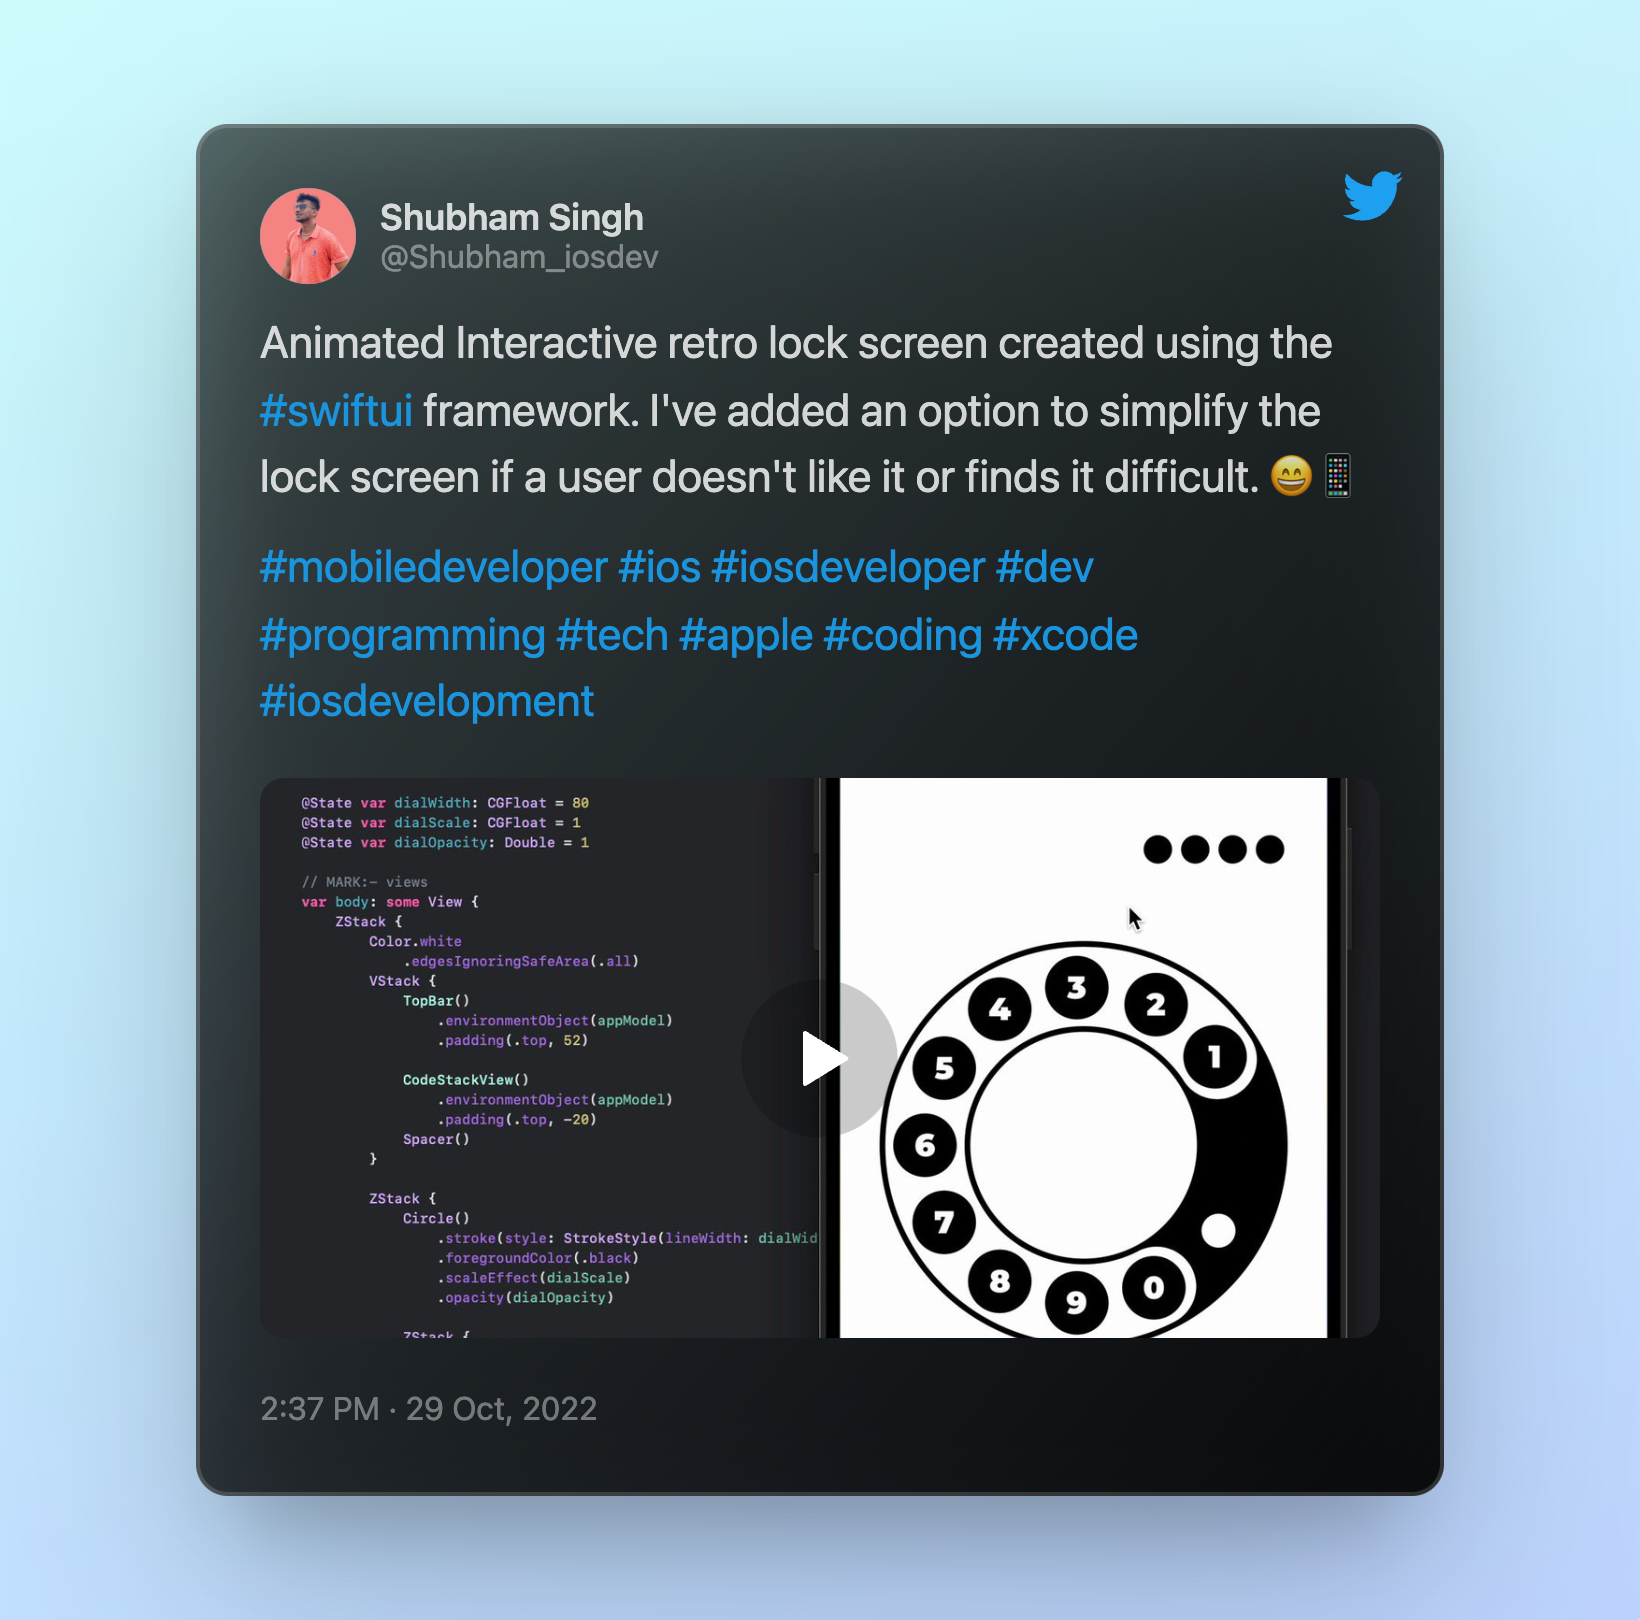 Shubham Singh
@Shubham_iosdev
Animated Interactive retro lock screen created using the
#swiftui framework. I've added an option to simplify the
lock screen if a user doesn't like it or finds it difficult. 😄📱
#mobiledeveloper #ios #iosdeveloper #dev
#programming #tech #apple #coding #xcode
#iosdevelopment
@State var dialWidth: CGFloat = 80
@State var dialScale: CGFloat = 1
@State var dialOpacity: Double = 1
// MARK:- views
var body: some View {
ZStack {
Color.white
.edgesIgnoringSafeArea(.all)
VStack {
TopBar()
.environmentObject(appModel)
.padding(.top, 52)
CodeStackView()
.environmentObject(appModel)
.padding(.top, -20)
Spacer()
}
ZStack {
Circle()
.stroke(style: StrokeStyle(lineWidth: dialWid
.foregroundColor(.black)
.scaleEffect(dialScale)
.opacity(dialOpacity)
ZStack {
1
2
3
4
5
6
7
8
9
0
2:37 PM · 29 Oct, 2022